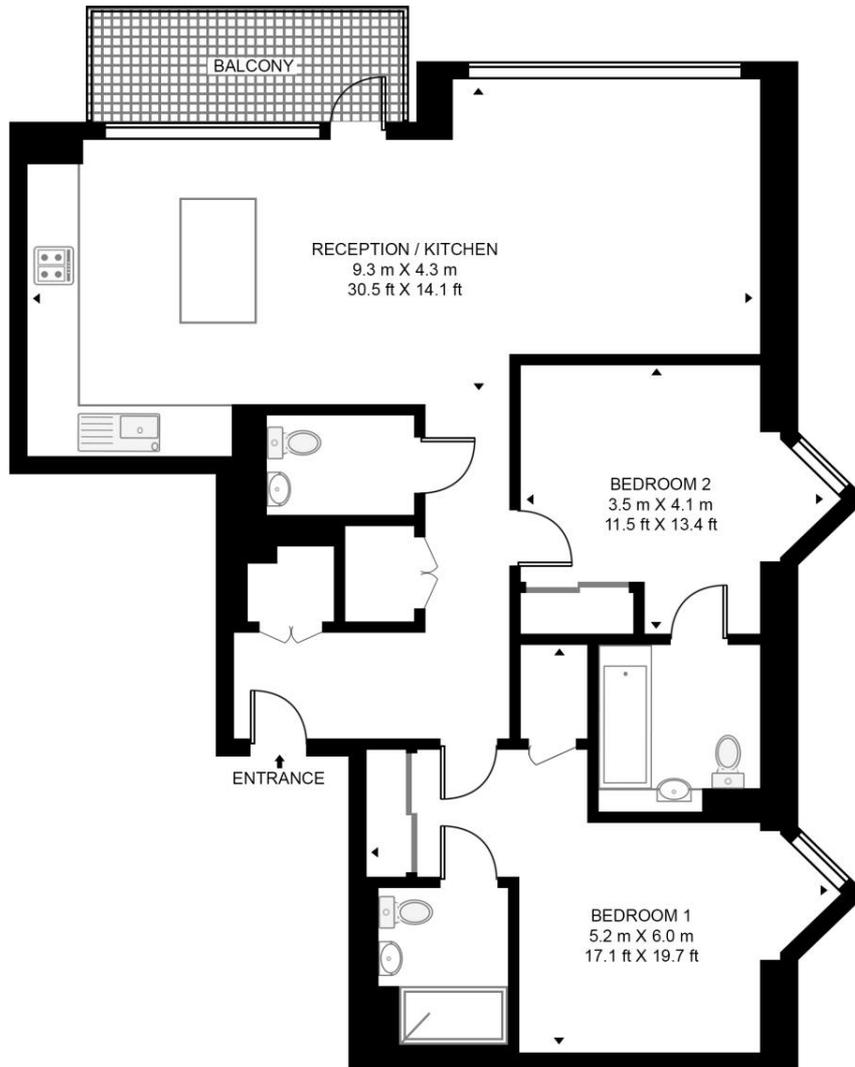 BALCONY
RECEPTION / KITCHEN
9.3 m X 4.3 m
30.5 ft X 14.1 ft
BEDROOM 2
3.5 m X 4.1 m
11.5 ft X 13.4 ft
ENTRANCE
BEDROOM 1
5.2 m X 6.0 m
17.1 ft X 19.7 ft